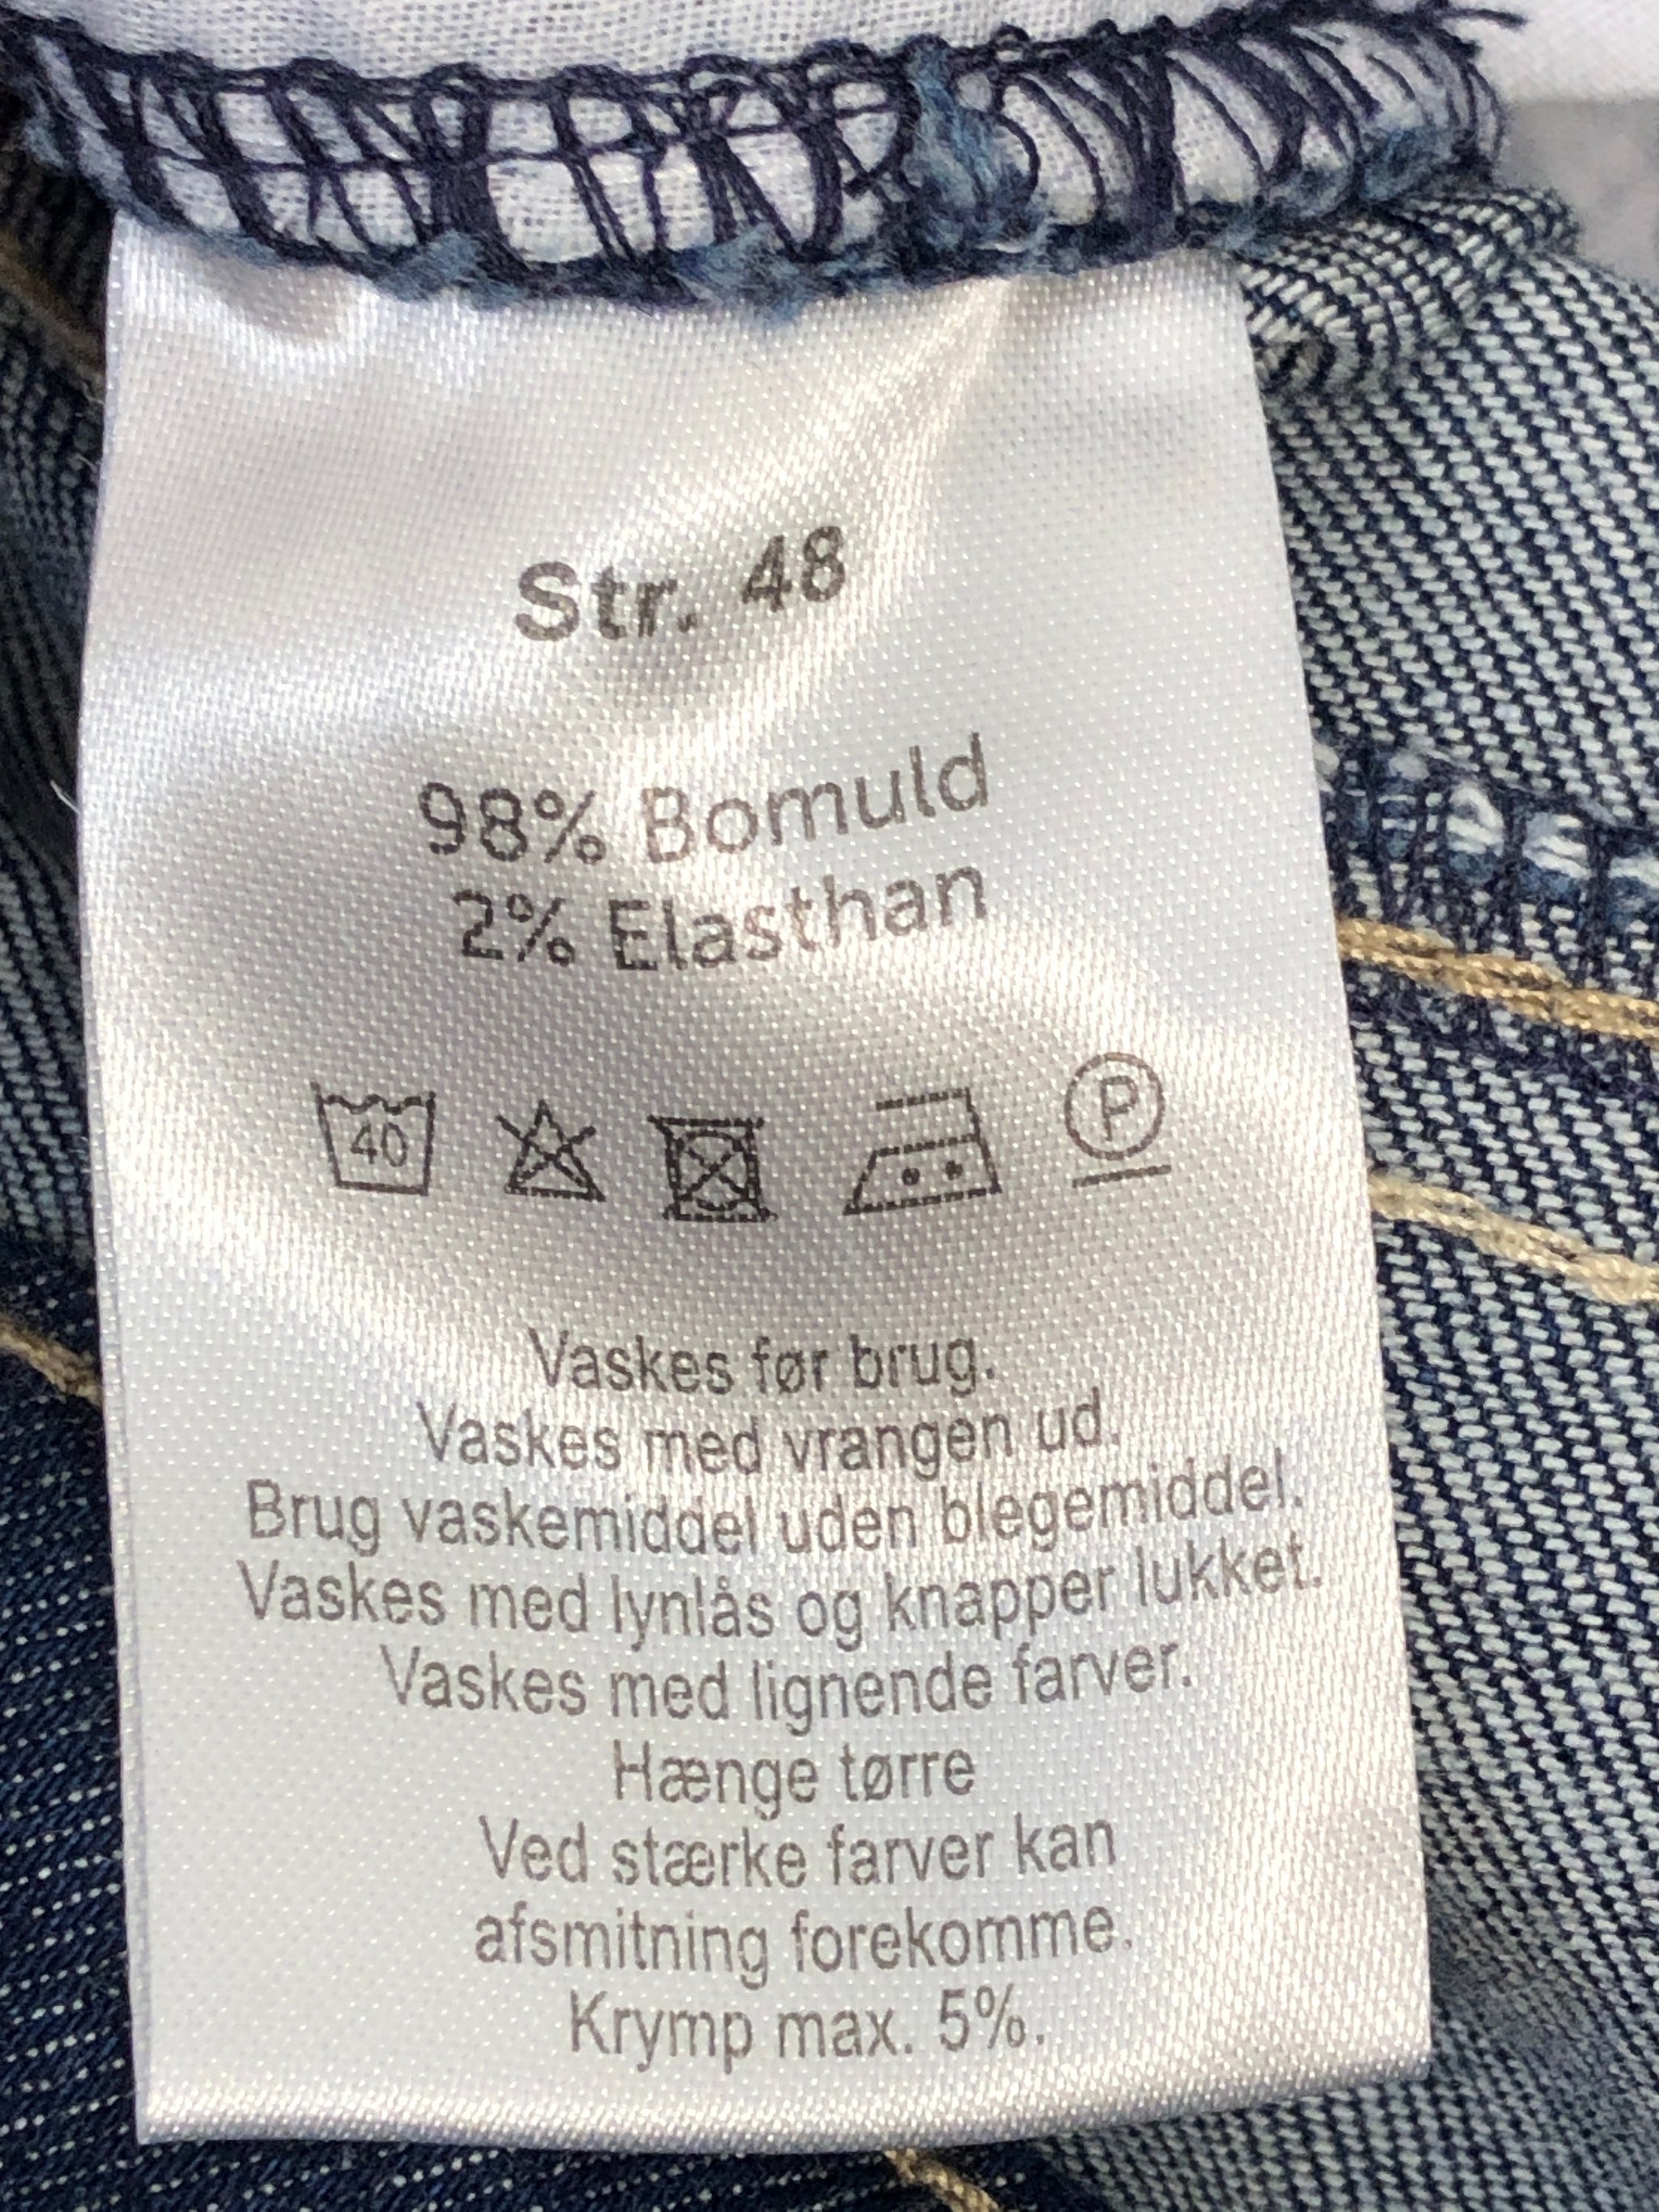 Str. 48
98% Bomuld
2% Elasthan
40
P
Vaskes før brug.
Vaskes med vrangen ud.
Brug vaskemiddel uden blegemiddel.
Vaskes med lynlås og knapper lukket.
Vaskes med lignende farver.
Hænge tørre
Ved stærke farver kan
afsmitning forekomme.
Krymp max. 5%.